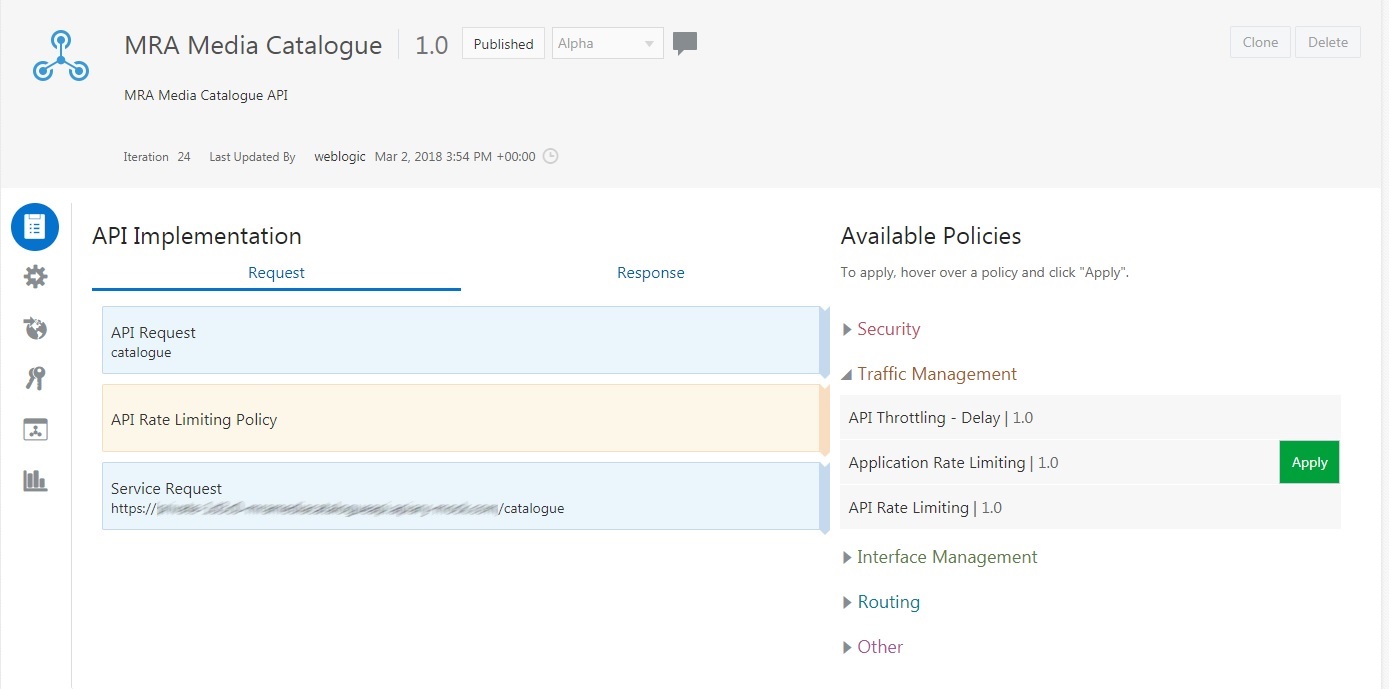 MRA Media Catalogue 1.0 Published Alpha
Clone Delete
MRA Media Catalogue API
Iteration 24 Last Updated By weblogic Mar 2, 2018 3:54 PM +00:00
API Implementation
Request Response
API Request
catalogue
API Rate Limiting Policy
Service Request
https:// /catalogue
Available Policies
To apply, hover over a policy and click "Apply".
Security
Traffic Management
API Throttling - Delay | 1.0
Application Rate Limiting | 1.0 Apply
API Rate Limiting | 1.0
Interface Management
Routing
Other